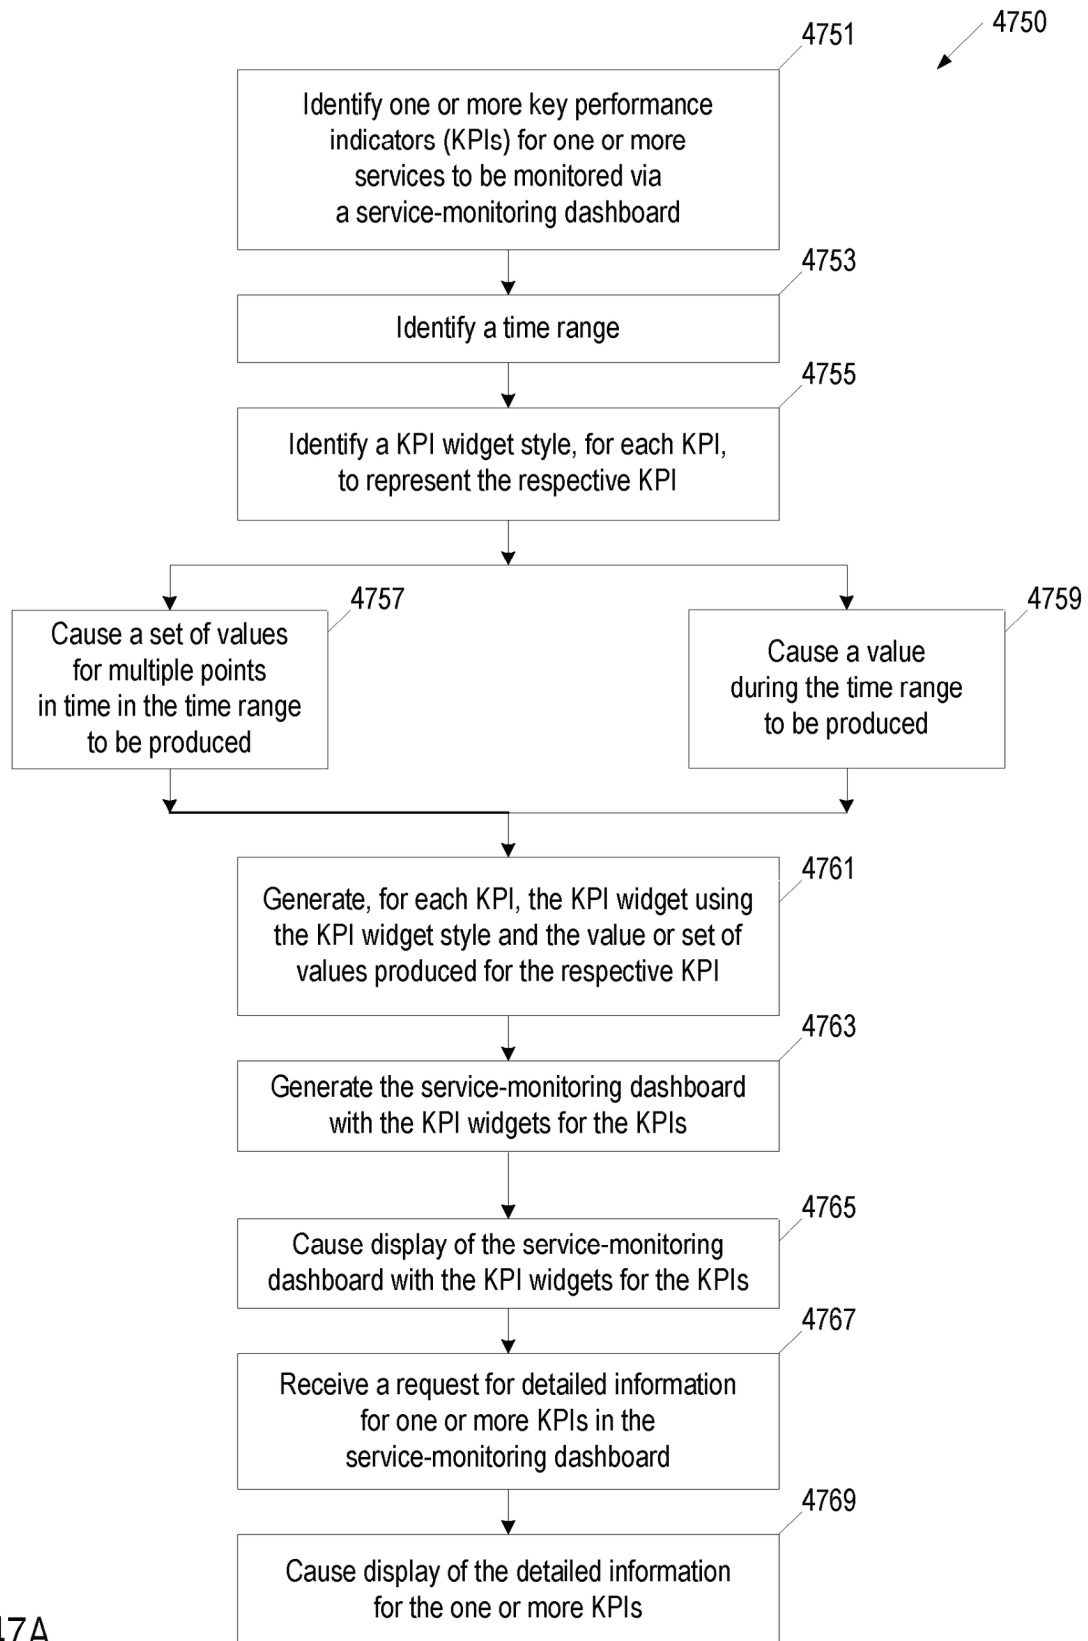 4750
4751
Identify one or more key performance
indicators (KPIs) for one or more
services to be monitored via
a service-monitoring dashboard
4753
Identify a time range
4755
Identify a KPI widget style, for each KPI,
to represent the respective KPI
4757
Cause a set of values
for multiple points
in time in the time range
to be produced
4759
Cause a value
during the time range
to be produced
4761
Generate, for each KPI, the KPI widget using
the KPI widget style and the value or set of
values produced for the respective KPI
4763
Generate the service-monitoring dashboard
with the KPI widgets for the KPIs
4765
Cause display of the service-monitoring
dashboard with the KPI widgets for the KPIs
4767
Receive a request for detailed information
for one or more KPIs in the
service-monitoring dashboard
4769
Cause display of the detailed information
for the one or more KPIs